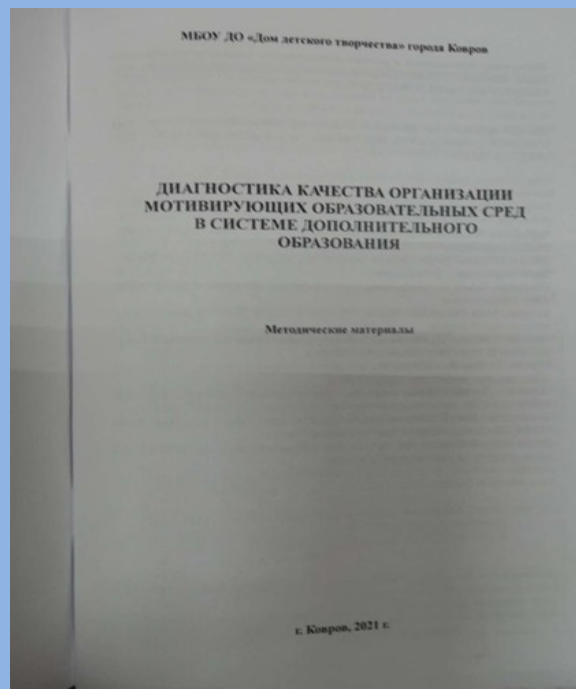 МБОУ ДО «Дом детского творчества» города Ковров
ДИАГНОСТИКА КАЧЕСТВА ОРГАНИЗАЦИИ
МОТИВИРУЮЩИХ ОБРАЗОВАТЕЛЬНЫХ СРЕД
В СИСТЕМЕ ДОПОЛНИТЕЛЬНОГО
ОБРАЗОВАНИЯ
Методические материалы
г. Ковров, 2021 г.